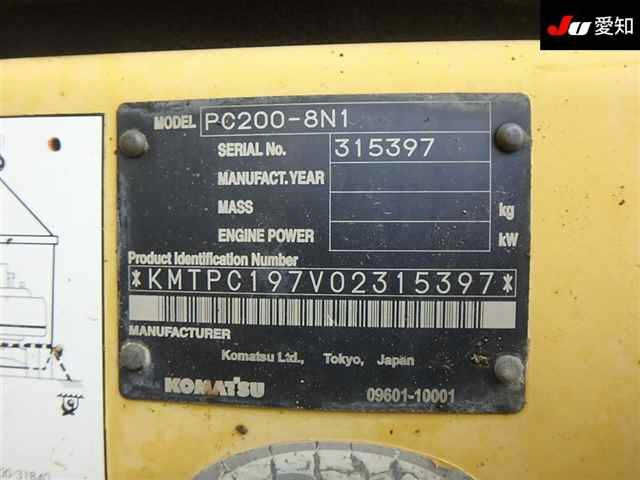 Ju 愛知
MODEL PC200-8N1
SERIAL No. 315397
MANUFACT. YEAR
MASS kg
ENGINE POWER kW
Product Identification Number
*KMTPC197V02315397*
MANUFACTURER
Komatsu Ltd., Tokyo, Japan
KOMATSU 09601-10001